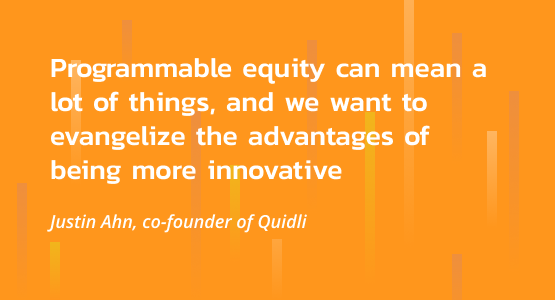 Programmable equity can mean a
lot of things, and we want to
evangelize the advantages of
being more innovative
Justin Ahn, co-founder of Quidli